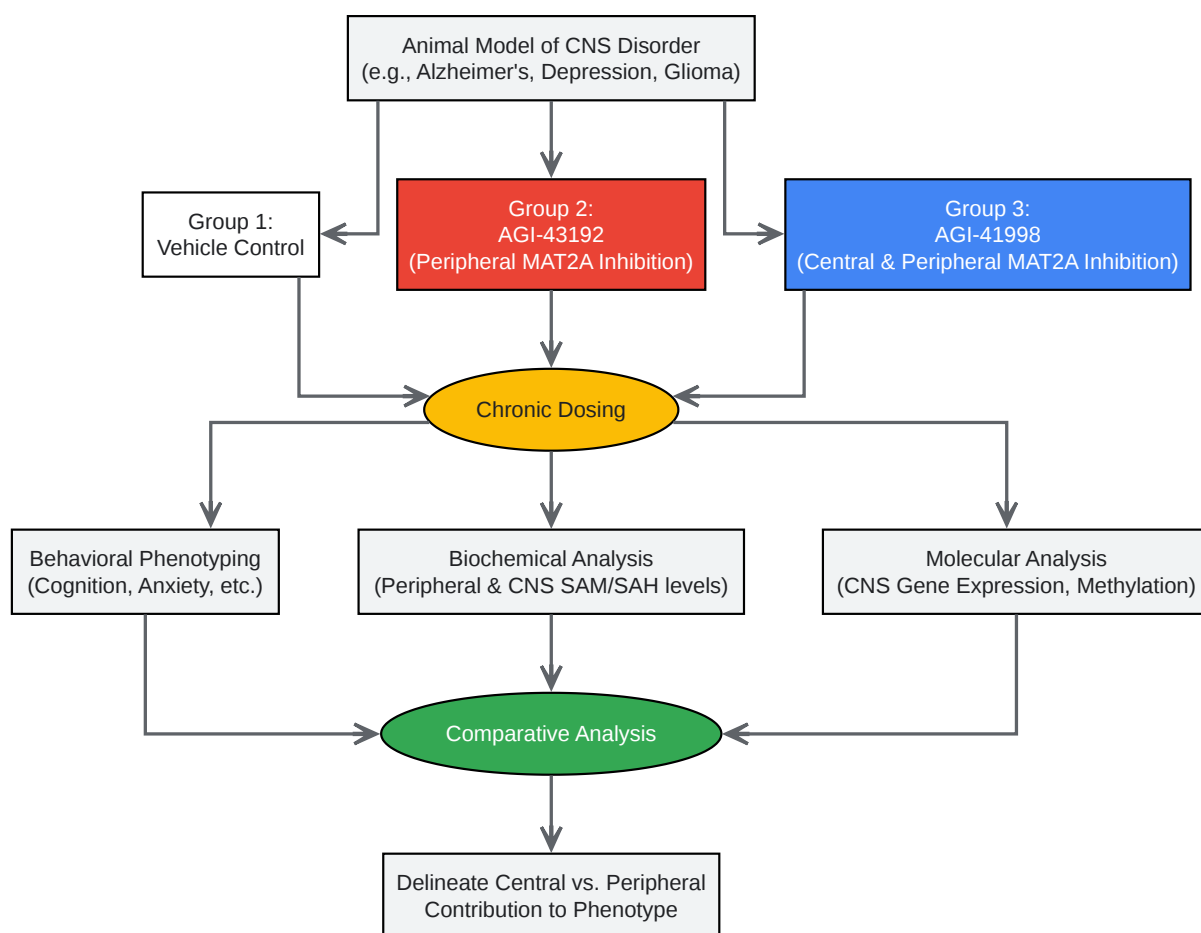 Animal Model of CNS Disorder
(e.g., Alzheimer's, Depression, Glioma)
Group 1:
Vehicle Control
Group 2:
AGI-43192
(Peripheral MAT2A Inhibition)
Group 3:
AGI-41998
(Central & Peripheral MAT2A Inhibition)
Chronic Dosing
Behavioral Phenotyping
(Cognition, Anxiety, etc.)
Biochemical Analysis
(Peripheral & CNS SAM/SAH levels)
Molecular Analysis
(CNS Gene Expression, Methylation)
Comparative Analysis
Delineate Central vs. Peripheral
Contribution to Phenotype